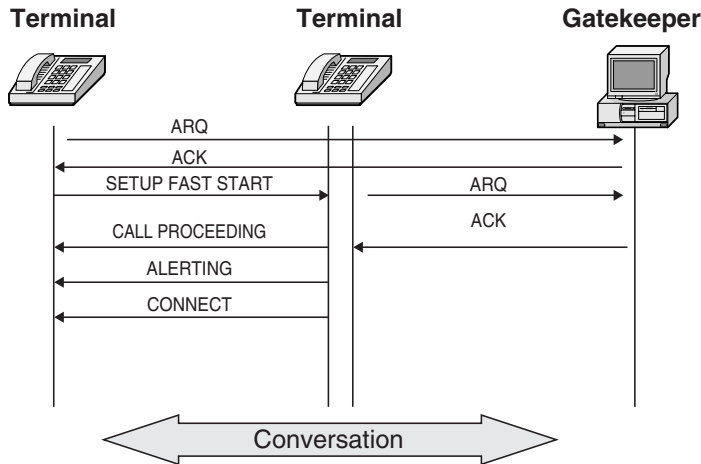 Terminal Terminal Gatekeeper
ARQ
ACK
SETUP FAST START ARQ
ACK
CALL PROCEEDING
ALERTING
CONNECT
Conversation